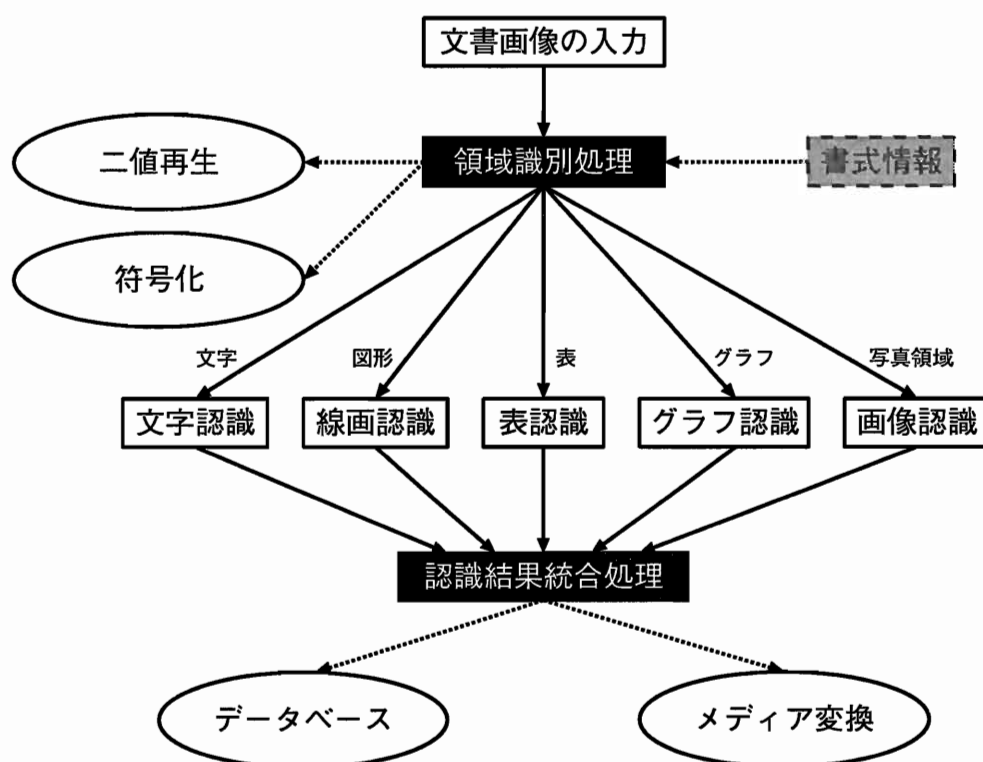 文書画像の入力
二値再生
領域識別処理
書式情報
符号化
文字
図形
表
グラフ
写真領域
文字認識
線画認識
表認識
グラフ認識
画像認識
認識結果統合処理
データベース
メディア変換